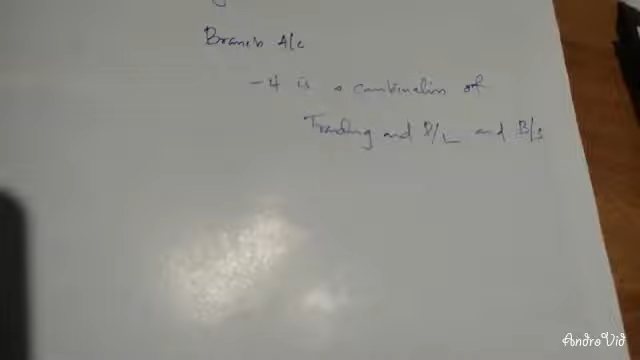 Branch A/c
- It is a combination of
Trading and P/L and B/S
AndroVid